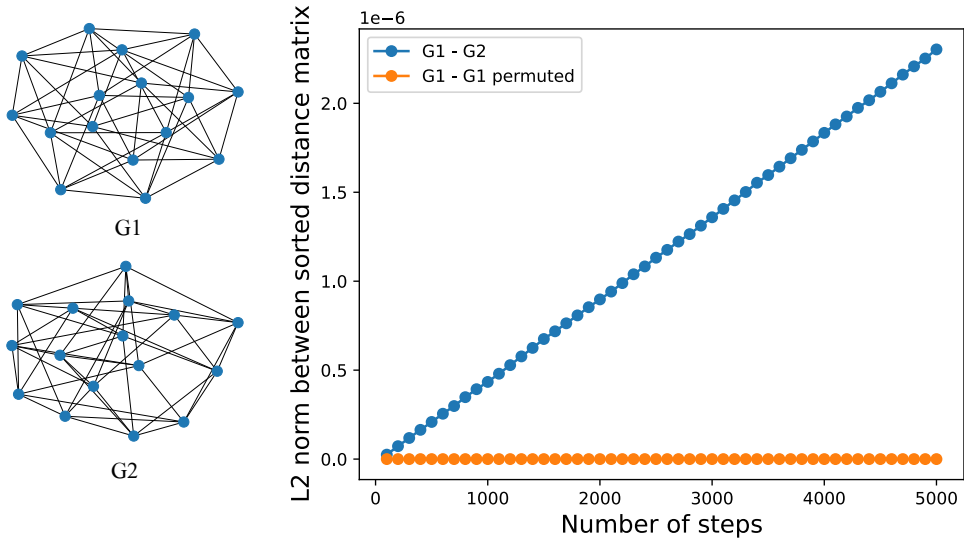 G1
G2
1e−6
G1 - G2
G1 - G1 permuted
L2 norm between sorted distance matrix
2.0
1.5
1.0
0.5
0.0
0
1000
2000
3000
4000
5000
Number of steps